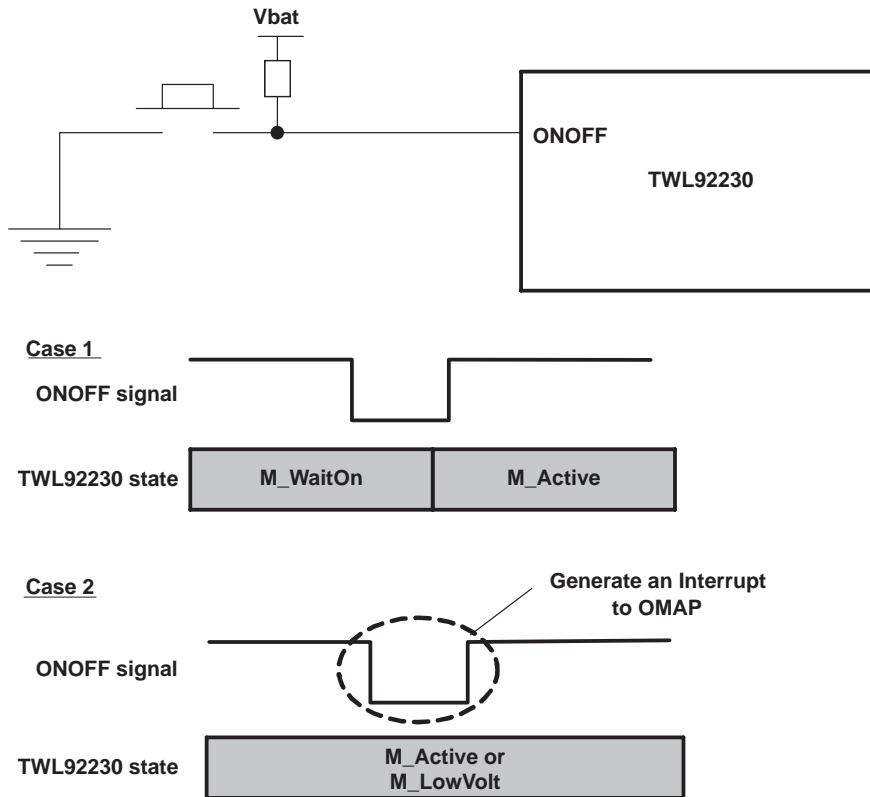 Vbat
ONOFF
TWL92230
Case 1
ONOFF signal
TWL92230 state
M_WaitOn
M_Active
Case 2
Generate an Interrupt
to OMAP
ONOFF signal
TWL92230 state
M_Active or
M_LowVolt